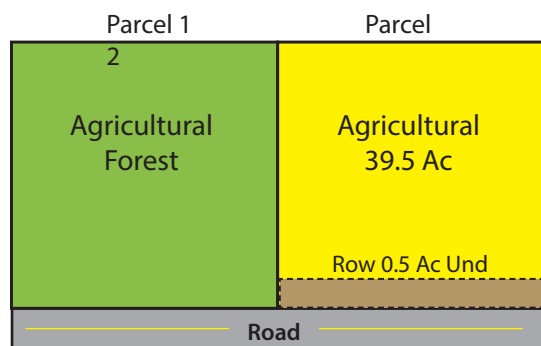 Parcel 1 Parcel
2
Agricultural
Forest
Agricultural
39.5 Ac
Row 0.5 Ac Und
Road